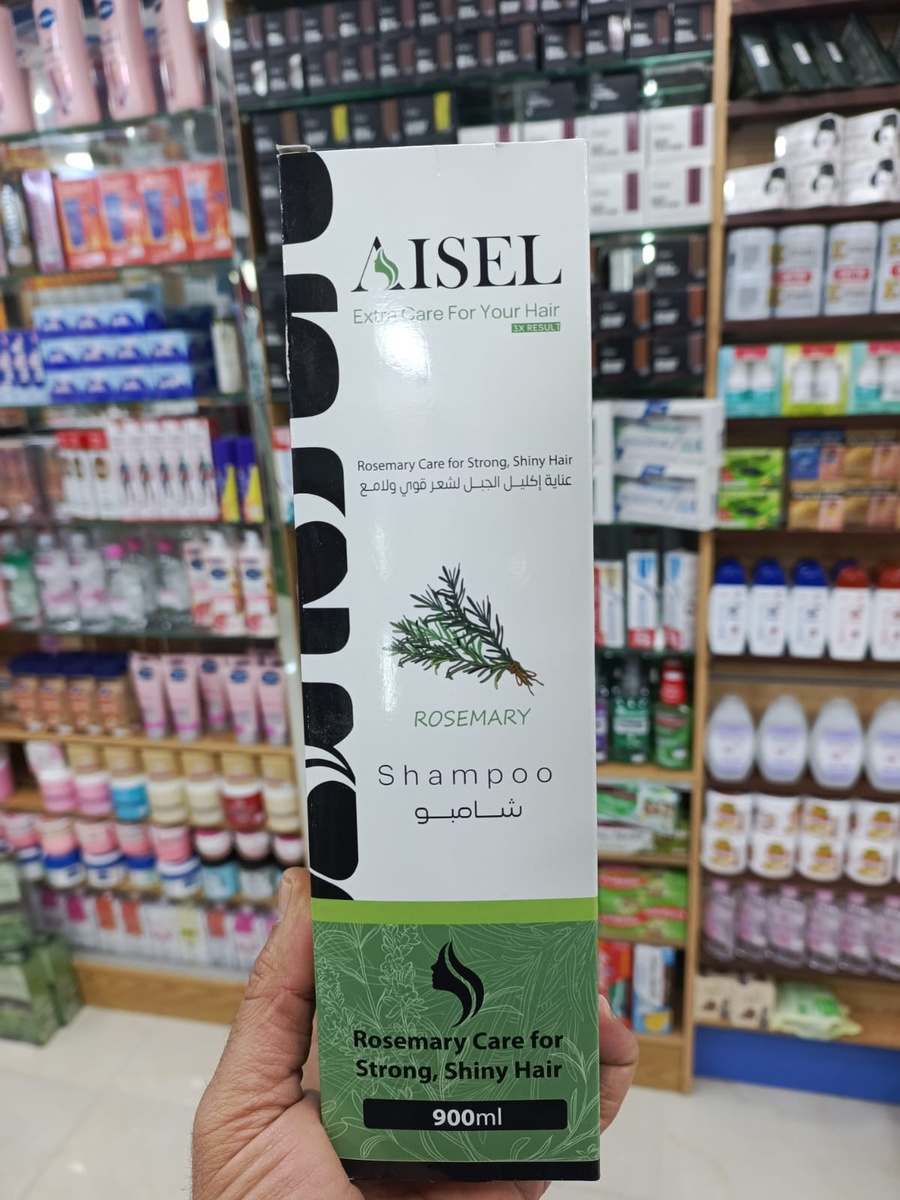 AISEL
Extra Care For Your Hair
3X RESULT
Rosemary Care for Strong, Shiny Hair
عناية إكليل الجبل لشعر قوي ولامع
ROSEMARY
Shampoo
شامبو
Rosemary Care for
Strong, Shiny Hair
900ml